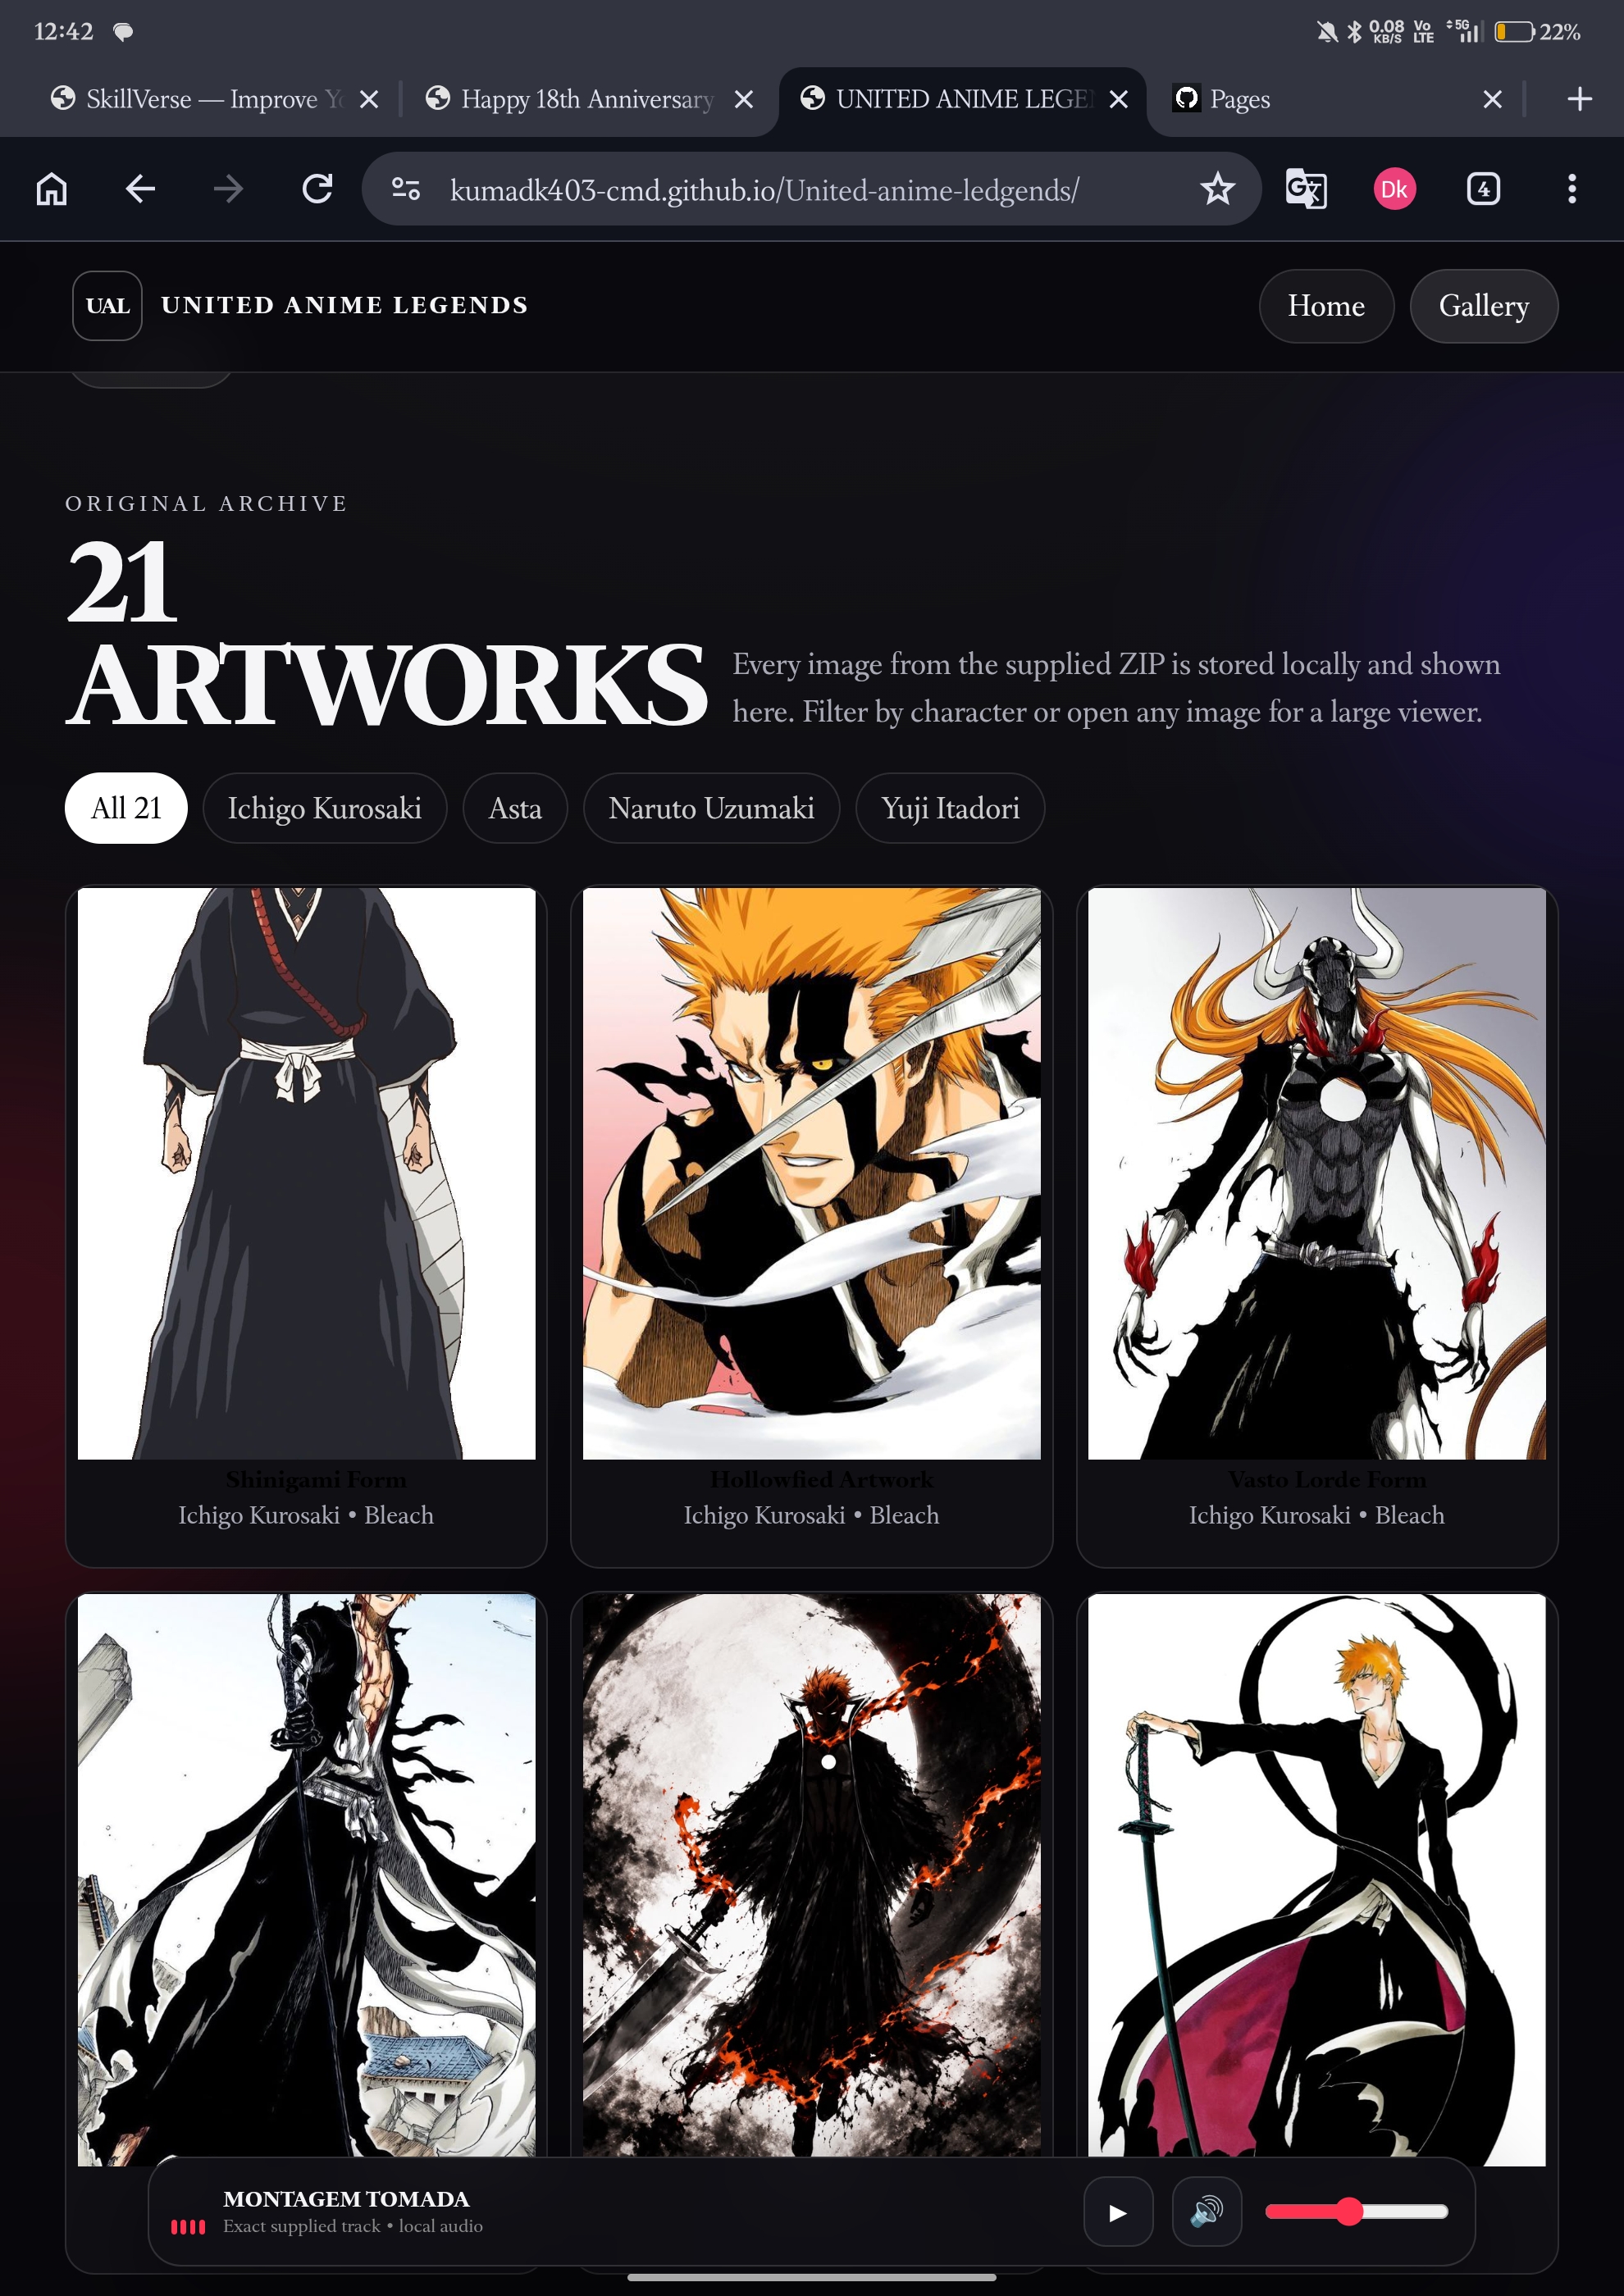 12:42
0.08 KB/S
Vo LTE
5G
22%
SkillVerse — Improve Yo
Happy 18th Anniversary
UNITED ANIME LEGE
Pages
kumadk403-cmd.github.io/United-anime-ledgends/
Dk
4
UAL
UNITED ANIME LEGENDS
Home
Gallery
ORIGINAL ARCHIVE
21
ARTWORKS
Every image from the supplied ZIP is stored locally and shown
here. Filter by character or open any image for a large viewer.
All 21
Ichigo Kurosaki
Asta
Naruto Uzumaki
Yuji Itadori
Shinigami Form
Ichigo Kurosaki • Bleach
Hollowfied Artwork
Ichigo Kurosaki • Bleach
Vasto Lorde Form
Ichigo Kurosaki • Bleach
MONTAGEM TOMADA
Exact supplied track • local audio